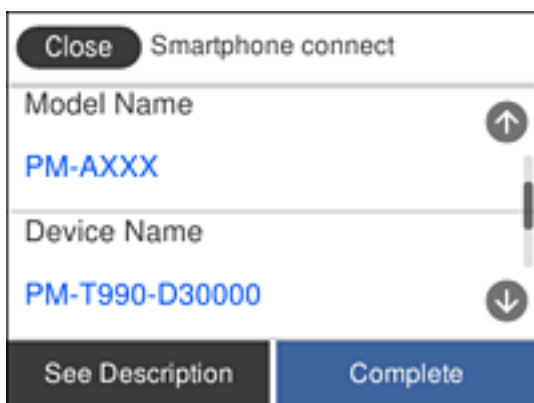 Close Smartphone connect
Model Name
PM-AXXX
Device Name
PM-T990-D30000
See Description Complete